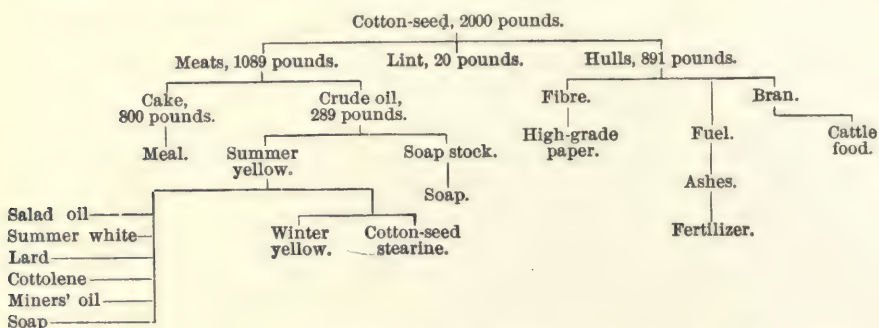 Cotton-seed, 2000 pounds.
Meats, 1089 pounds.
Lint, 20 pounds.
Hulls, 891 pounds.
Cake,
800 pounds.
Crude oil,
289 pounds.
Fibre.
Bran.
Meal.
Summer
yellow.
Soap stock.
High-grade
paper.
Fuel.
Cattle
food.
Soap.
Ashes.
Salad oil
Summer white
Lard
Cottolene
Miners' oil
Soap
Winter
yellow.
Cotton-seed
stearine.
Fertilizer.